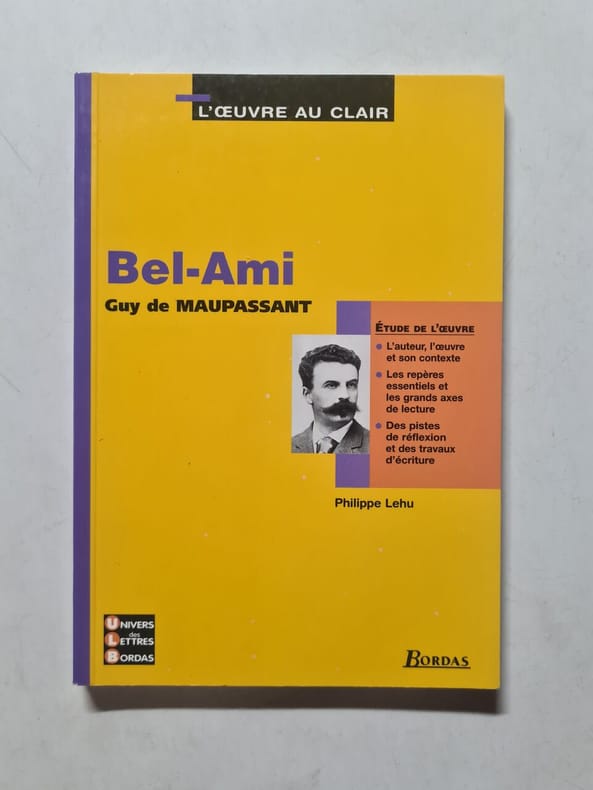 L'ŒUVRE AU CLAIR
Bel-Ami
Guy de MAUPASSANT
ÉTUDE DE L'ŒUVRE
• L'auteur, l'œuvre
et son contexte
• Les repères
essentiels et
les grands axes
de lecture
• Des pistes
de réflexion
et des travaux
d'écriture
Philippe Lehu
UNIVERS
des
LETTRES
BORDAS
BORDAS